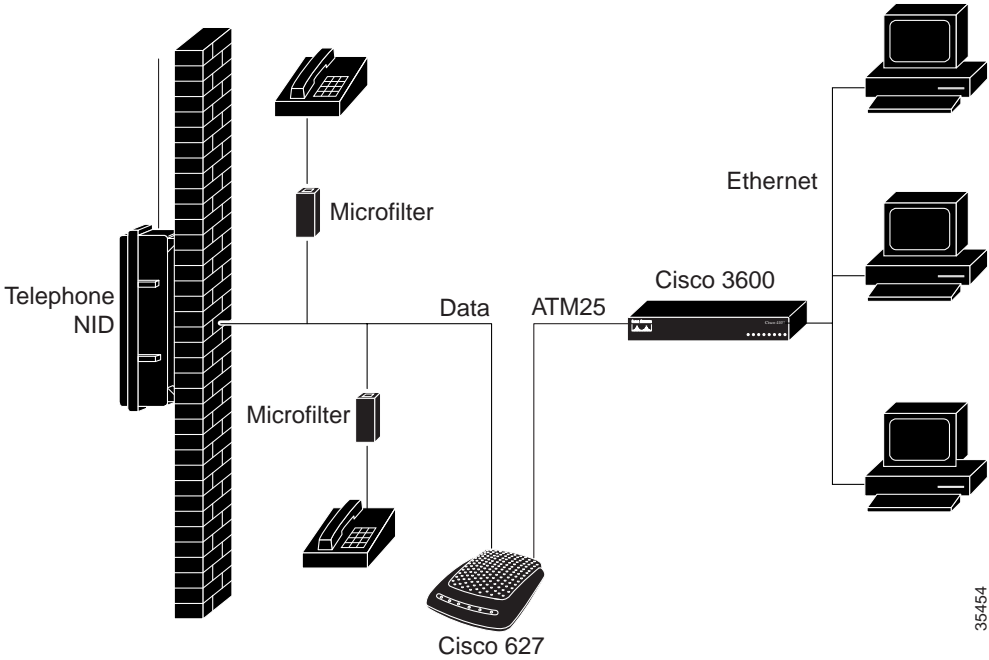 Ethernet
Microfilter
Cisco 3600
Telephone
NID
Data
ATM25
Microfilter
Cisco 627
35454